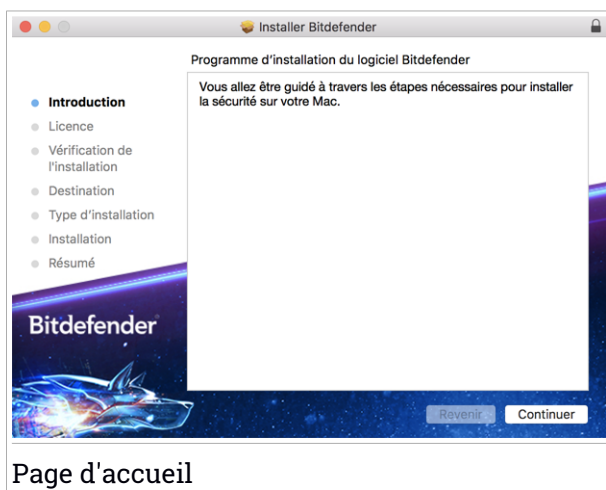 Installer Bitdefender
Programme d'installation du logiciel Bitdefender
Introduction
Licence
Vérification de
l'installation
Destination
Type d'installation
Installation
Résumé
Vous allez être guidé à travers les étapes nécessaires pour installer
la sécurité sur votre Mac.
Bitdefender
Revenir
Continuer
Page d'accueil